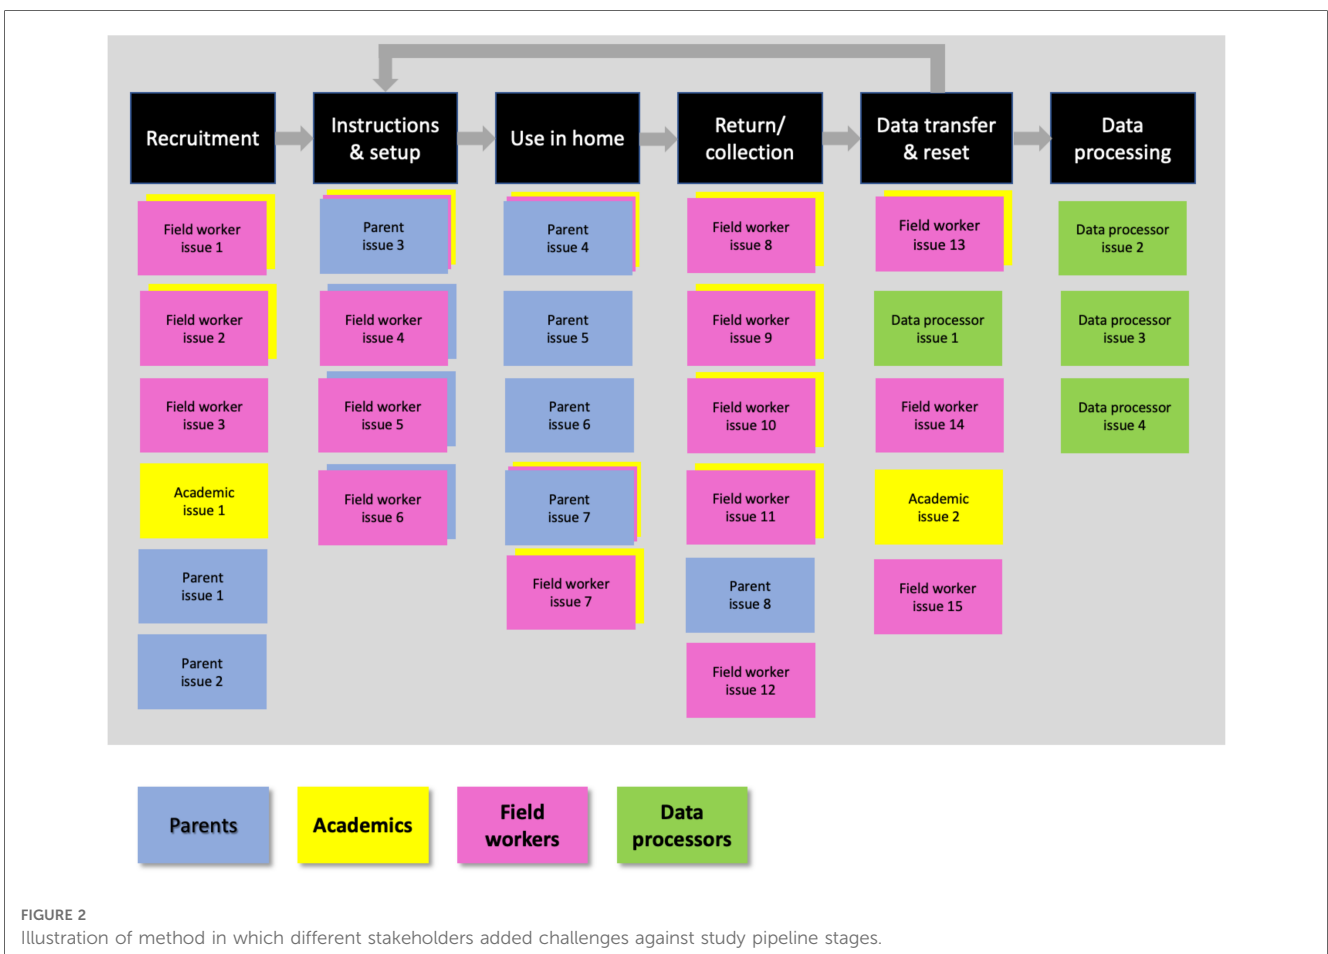 Recruitment
Instructions
& setup
Use in home
Return/
collection
Data transfer
& reset
Data
processing
Field worker
issue 1
Field worker
issue 2
Field worker
issue 3
Academic
issue 1
Parent
issue 1
Parent
issue 2
Parent
issue 3
Field worker
issue 4
Field worker
issue 5
Field worker
issue 6
Parent
issue 4
Parent
issue 5
Parent
issue 6
Parent
issue 7
Field worker
issue 7
Field worker
issue 8
Field worker
issue 9
Field worker
issue 10
Field worker
issue 11
Parent
issue 8
Field worker
issue 12
Field worker
issue 13
Data processor
issue 1
Field worker
issue 14
Academic
issue 2
Field worker
issue 15
Data processor
issue 2
Data processor
issue 3
Data processor
issue 4
Parents
Academics
Field
workers
Data
processors
FIGURE 2
Illustration of method in which different stakeholders added challenges against study pipeline stages.